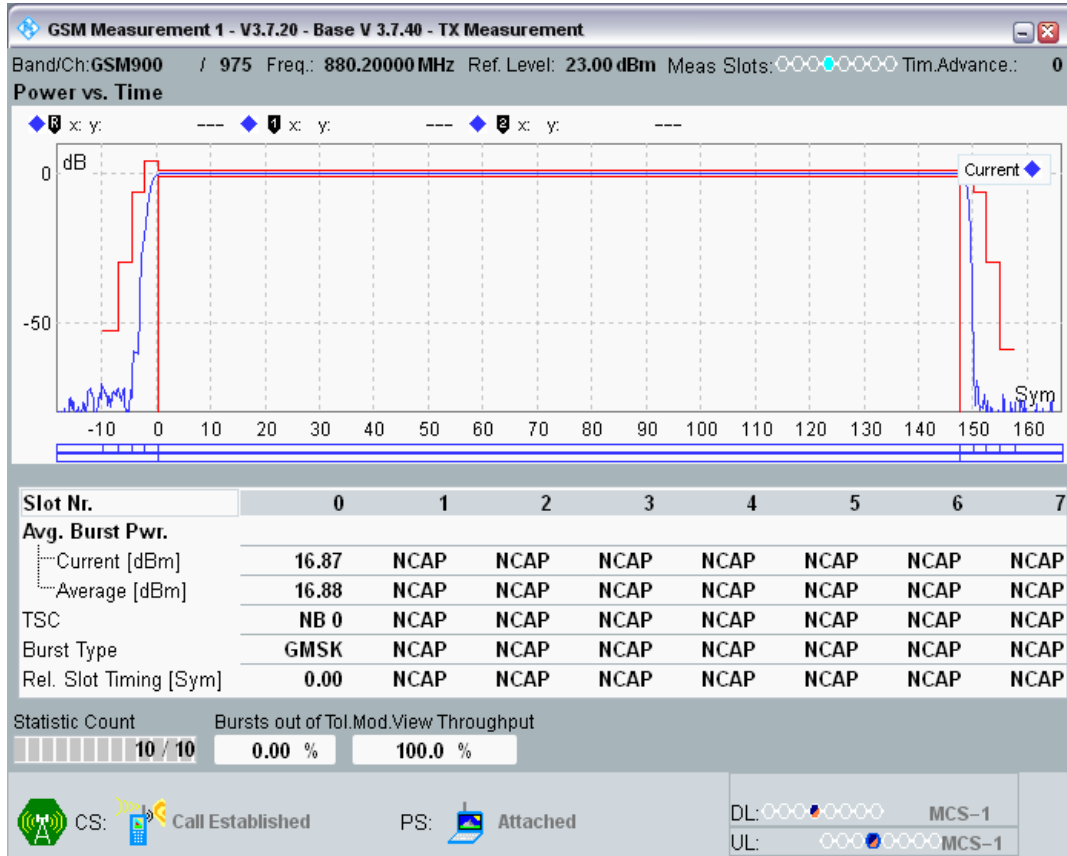 GSM Measurement 1 - V3.7.20 - Base V 3.7.40 - TX Measurement
Band/Ch:GSM900 / 975 Freq.: 880.20000 MHz Ref. Level: 23.00 dBm Meas Slots: Tim.Advance.: 0
Power vs. Time
R x: y: --- 1 x: y: --- 2 x: y: ---
dB
Current
0
-50
Sym
-10 0 10 20 30 40 50 60 70 80 90 100 110 120 130 140 150 160
Slot Nr. 0 1 2 3 4 5 6 7
Avg. Burst Pwr.
Current [dBm] 16.87 NCAP NCAP NCAP NCAP NCAP NCAP NCAP
Average [dBm] 16.88 NCAP NCAP NCAP NCAP NCAP NCAP NCAP
TSC NB 0 NCAP NCAP NCAP NCAP NCAP NCAP NCAP
Burst Type GMSK NCAP NCAP NCAP NCAP NCAP NCAP NCAP
Rel. Slot Timing [Sym] 0.00 NCAP NCAP NCAP NCAP NCAP NCAP NCAP
Statistic Count Bursts out of Tol.Mod.View Throughput
10 / 10 0.00 % 100.0 %
CS: Call Established PS: Attached
DL: MCS-1
UL: MCS-1